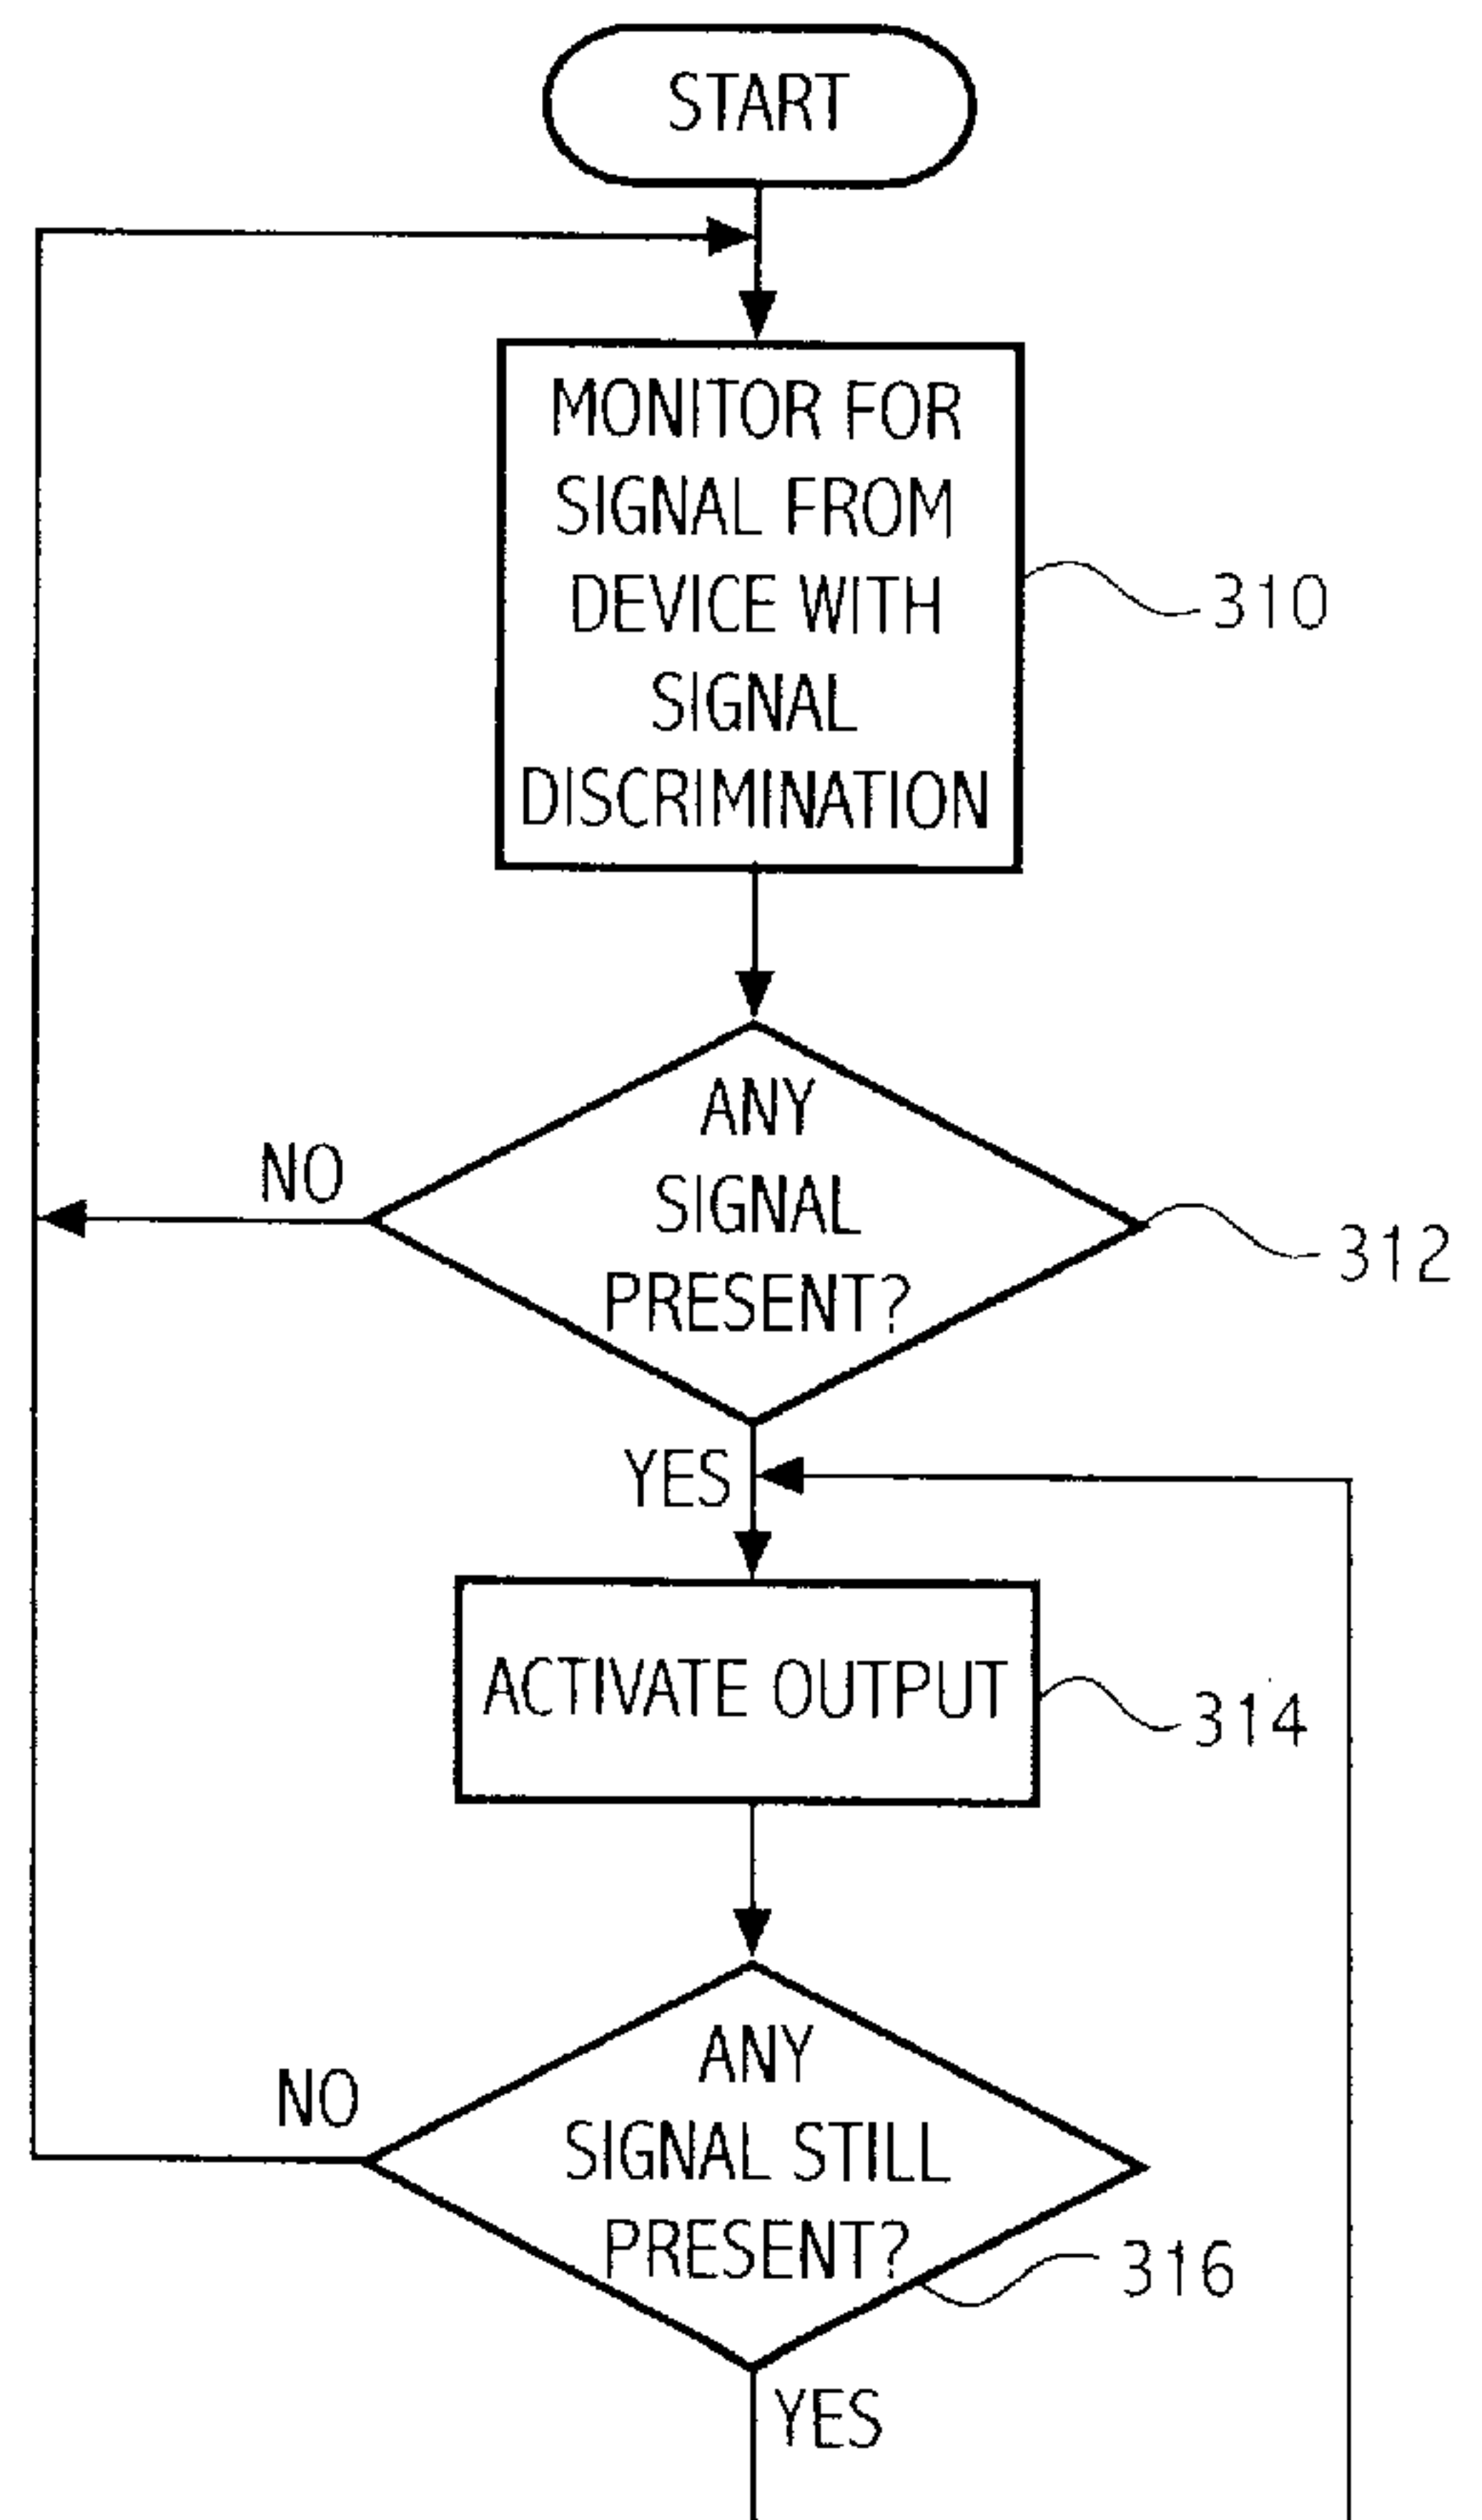 START
MONITOR FOR
SIGNAL FROM
DEVICE WITH
SIGNAL
DISCRIMINATION
310
ANY
SIGNAL
PRESENT?
NO
312
YES
ACTIVATE OUTPUT
314
ANY
SIGNAL STILL
PRESENT?
NO
316
YES